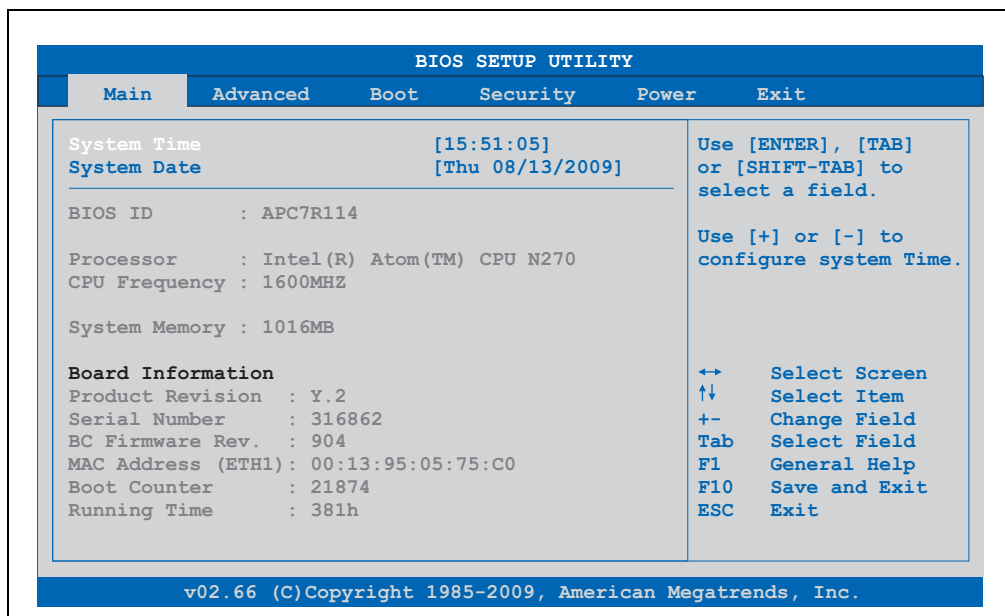 BIOS SETUP UTILITY
Main Advanced Boot Security Power Exit
System Time [15:51:05]
System Date [Thu 08/13/2009]
BIOS ID : APC7R114
Processor : Intel(R) Atom(TM) CPU N270
CPU Frequency : 1600MHZ
System Memory : 1016MB
Board Information
Product Revision : Y.2
Serial Number : 316862
BC Firmware Rev. : 904
MAC Address (ETH1): 00:13:95:05:75:C0
Boot Counter : 21874
Running Time : 381h
Use [ENTER], [TAB]
or [SHIFT-TAB] to
select a field.
Use [+] or [-] to
configure system Time.
↔ Select Screen
↑↓ Select Item
+- Change Field
Tab Select Field
F1 General Help
F10 Save and Exit
ESC Exit
v02.66 (C)Copyright 1985-2009, American Megatrends, Inc.